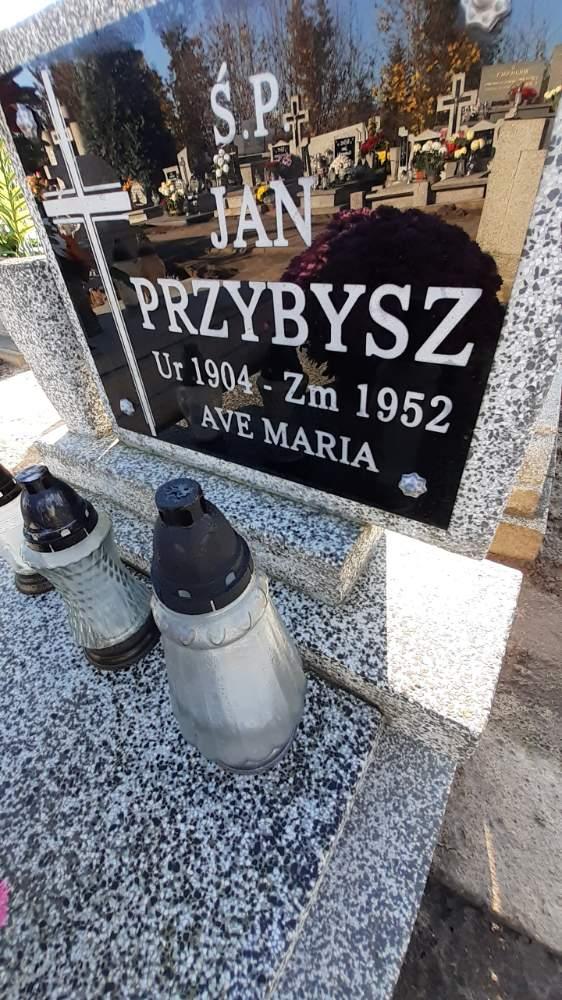 Ś.P.
JAN
PRZYBYSZ
Ur 1904 - Zm 1952
AVE MARIA